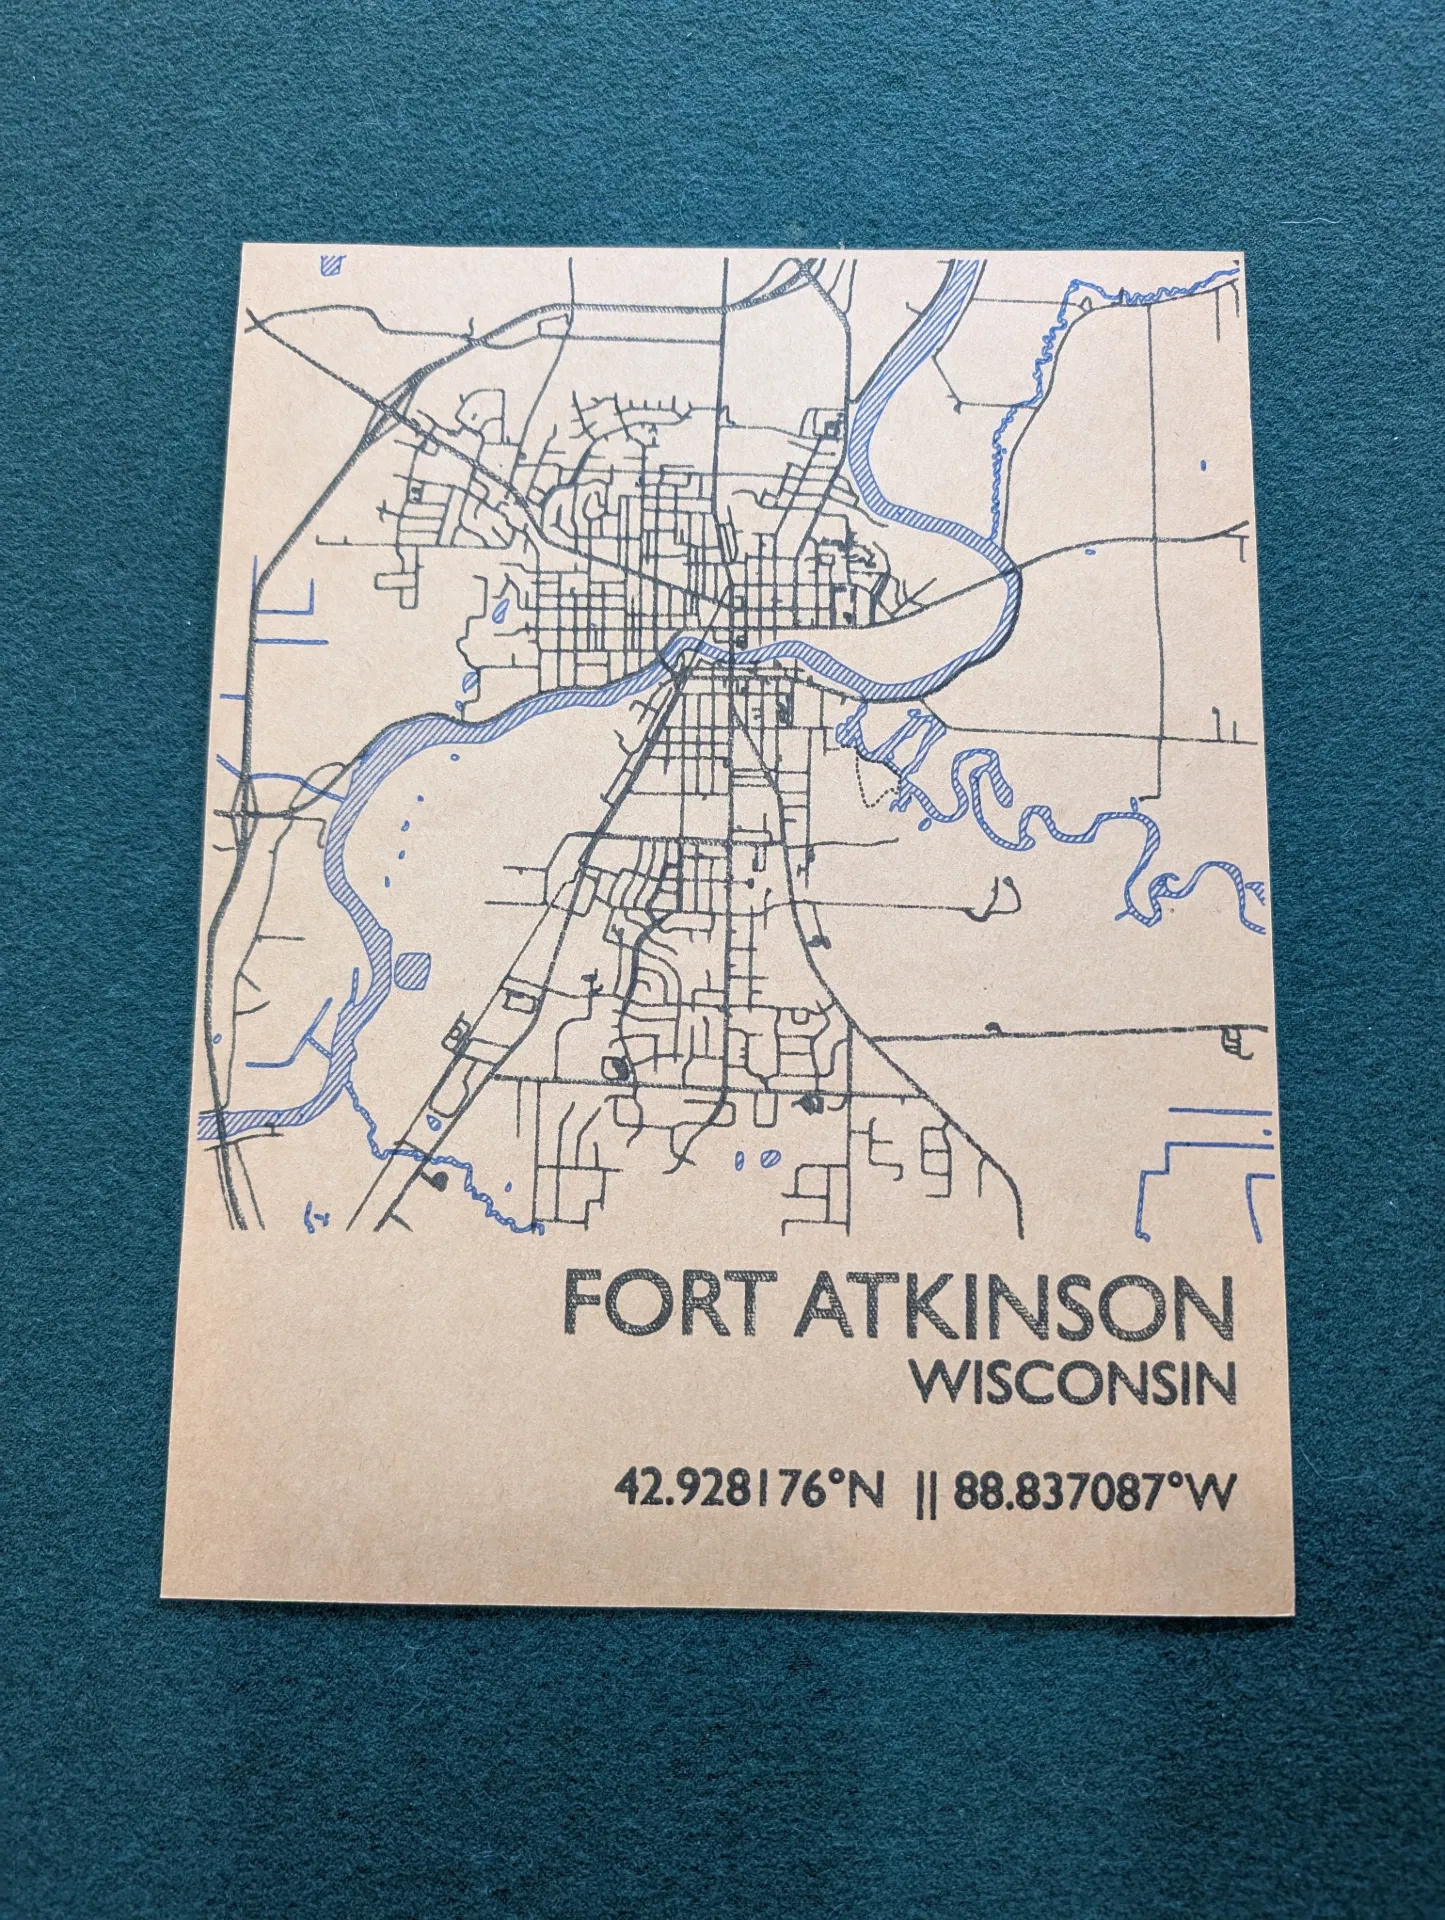 FORT ATKINSON
WISCONSIN
42.928176°N || 88.837087°W